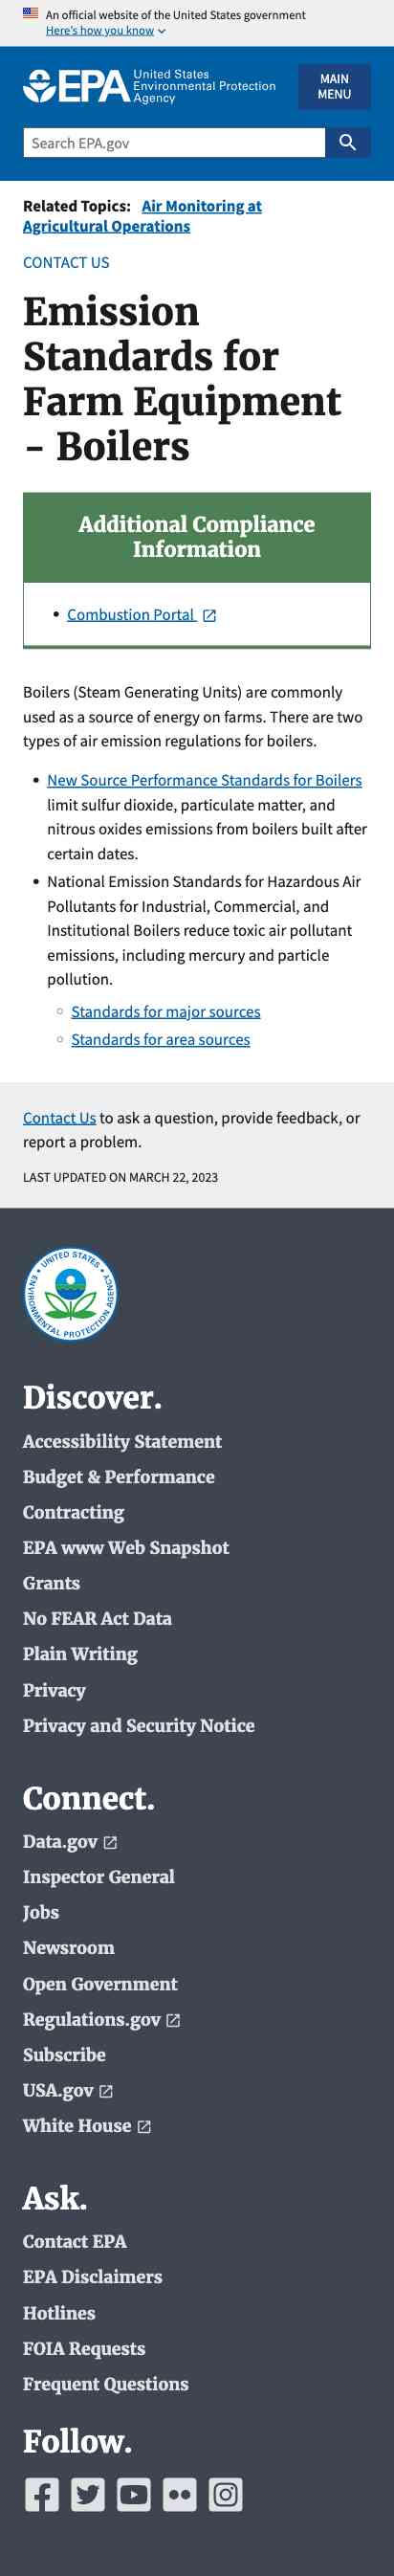 An official website of the United States government
Here's how you know
EPA United States
Environmental Protection
Agency
MAIN
MENU
Search EPA.gov
Related Topics: Air Monitoring at
Agricultural Operations
CONTACT US
Emission
Standards for
Farm Equipment
- Boilers
Additional Compliance
Information
• Combustion Portal
Boilers (Steam Generating Units) are commonly
used as a source of energy on farms. There are two
types of air emission regulations for boilers.
• New Source Performance Standards for Boilers
limit sulfur dioxide, particulate matter, and
nitrous oxides emissions from boilers built after
certain dates.
• National Emission Standards for Hazardous Air
Pollutants for Industrial, Commercial, and
Institutional Boilers reduce toxic air pollutant
emissions, including mercury and particle
pollution.
○ Standards for major sources
○ Standards for area sources
Contact Us to ask a question, provide feedback, or
report a problem.
LAST UPDATED ON MARCH 22, 2023
UNITED STATES
ENVIRONMENTAL PROTECTION AGENCY
Discover.
Accessibility Statement
Budget & Performance
Contracting
EPA www Web Snapshot
Grants
No FEAR Act Data
Plain Writing
Privacy
Privacy and Security Notice
Connect.
Data.gov
Inspector General
Jobs
Newsroom
Open Government
Regulations.gov
Subscribe
USA.gov
White House
Ask.
Contact EPA
EPA Disclaimers
Hotlines
FOIA Requests
Frequent Questions
Follow.